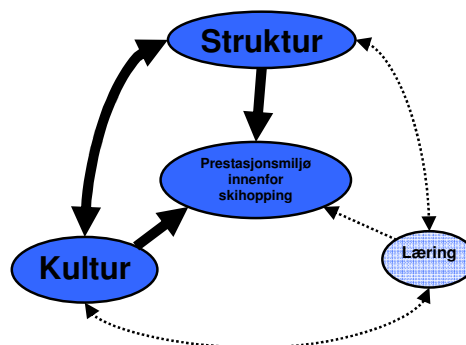 Struktur
Prestasjonsmiljø
innenfor
skihopping
Læring
Kultur